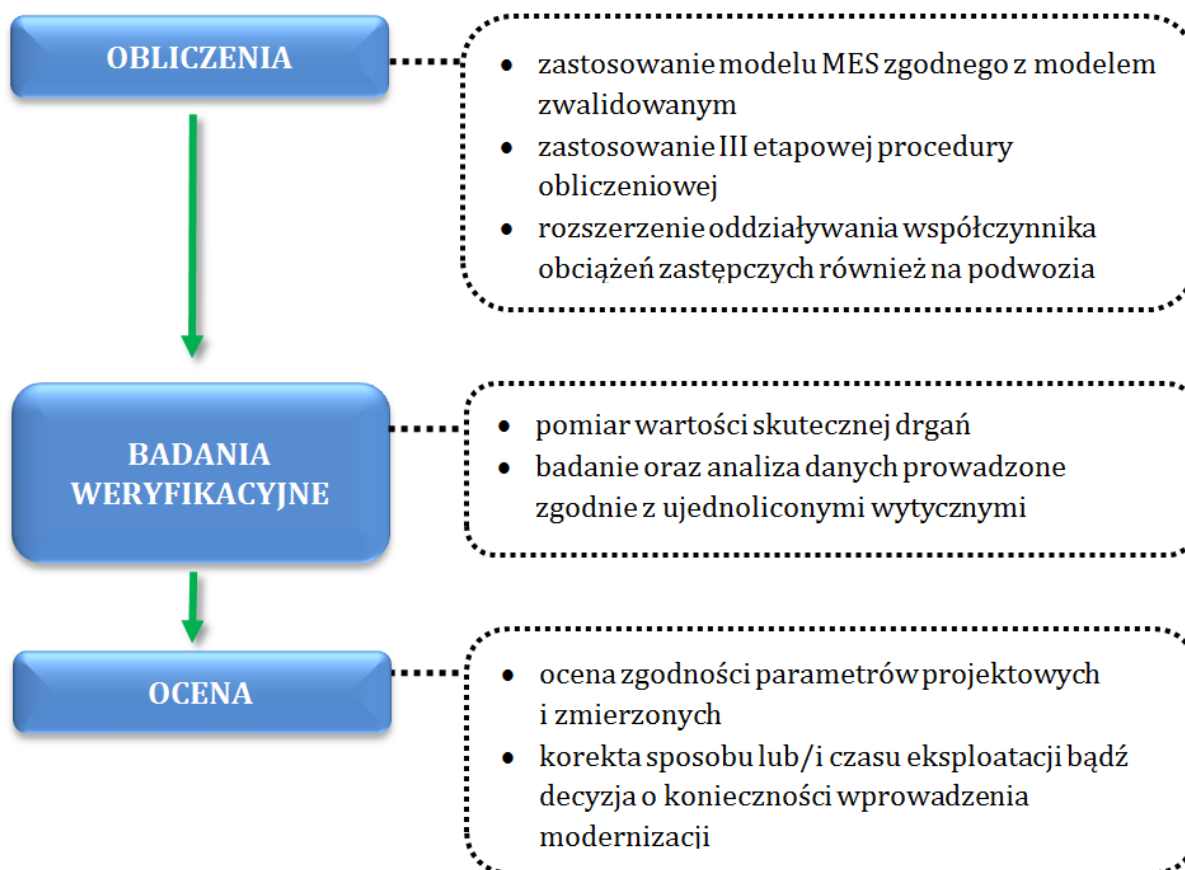 OBLICZENIA
• zastosowanie modelu MES zgodnego z modelem
zwalidowanym
• zastosowanie III etapowej procedury
obliczeniowej
• rozszerzenie oddziaływania współczynnika
obciążeń zastępczych również na podwozia
BADANIA
WERYFIKACYJNE
• pomiar wartości skutecznej drgań
• badanie oraz analiza danych prowadzone
zgodnie z ujednoliconymi wytycznymi
OCENA
• ocena zgodności parametrów projektowych
i zmierzonych
• korekta sposobu lub/i czasu eksploatacji bądź
decyzja o konieczności wprowadzenia
modernizacji